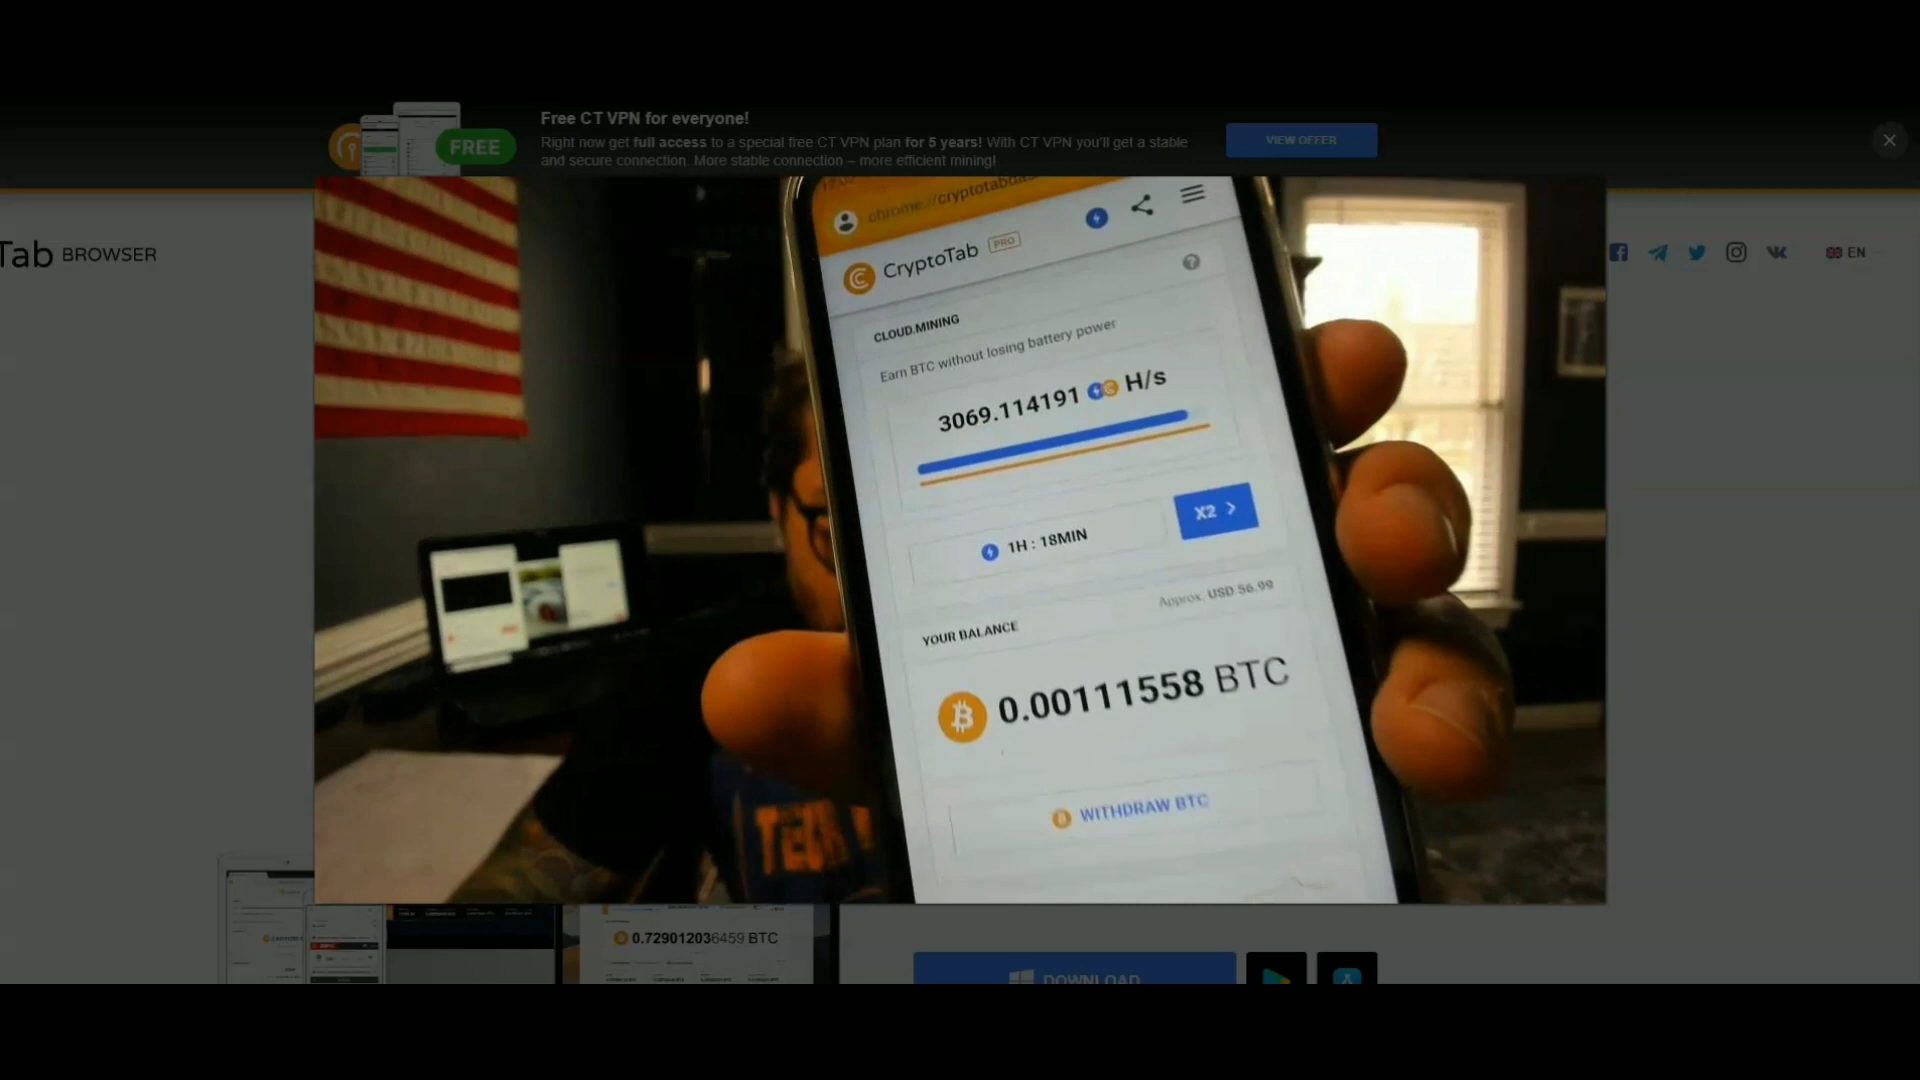 Free CT VPN for everyone!
Right now get full access to a special free CT VPN plan for 5 years! With CT VPN you'll get a stable
and secure connection. More stable connection – more efficient mining!
FREE
VIEW OFFER
Tab BROWSER
EN
chrome://cryptotab
CryptoTab PRO
CLOUD.MINING
Earn BTC without losing battery power
3069.114191 H/s
1H : 18MIN
X2 >
Approx. USD 56.99
YOUR BALANCE
0.00111558 BTC
WITHDRAW BTC
TECH
0.729012036459 BTC
DOWNLOAD